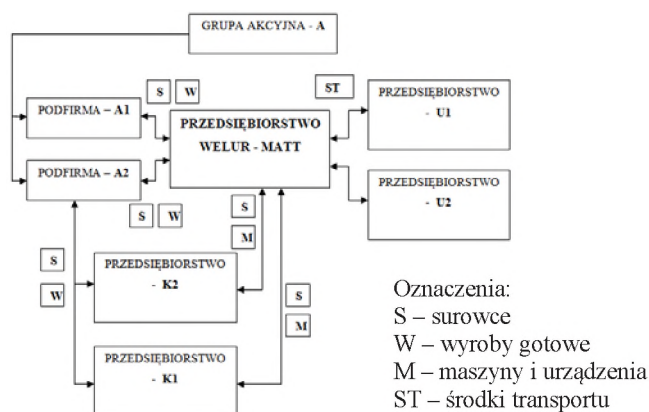 GRUPA AKCYJNA - A
S W
ST
PODFIRMA – A1
PRZEDSIĘBIORSTWO
WELUR - MATT
PRZEDSIĘBIORSTWO
- U1
PODFIRMA – A2
PRZEDSIĘBIORSTWO
- U2
S W
S
M
S
W
PRZEDSIĘBIORSTWO
- K2
S
M
PRZEDSIĘBIORSTWO
- K1
Oznaczenia:
S – surowce
W – wyroby gotowe
M – maszyny i urządzenia
ST – środki transportu